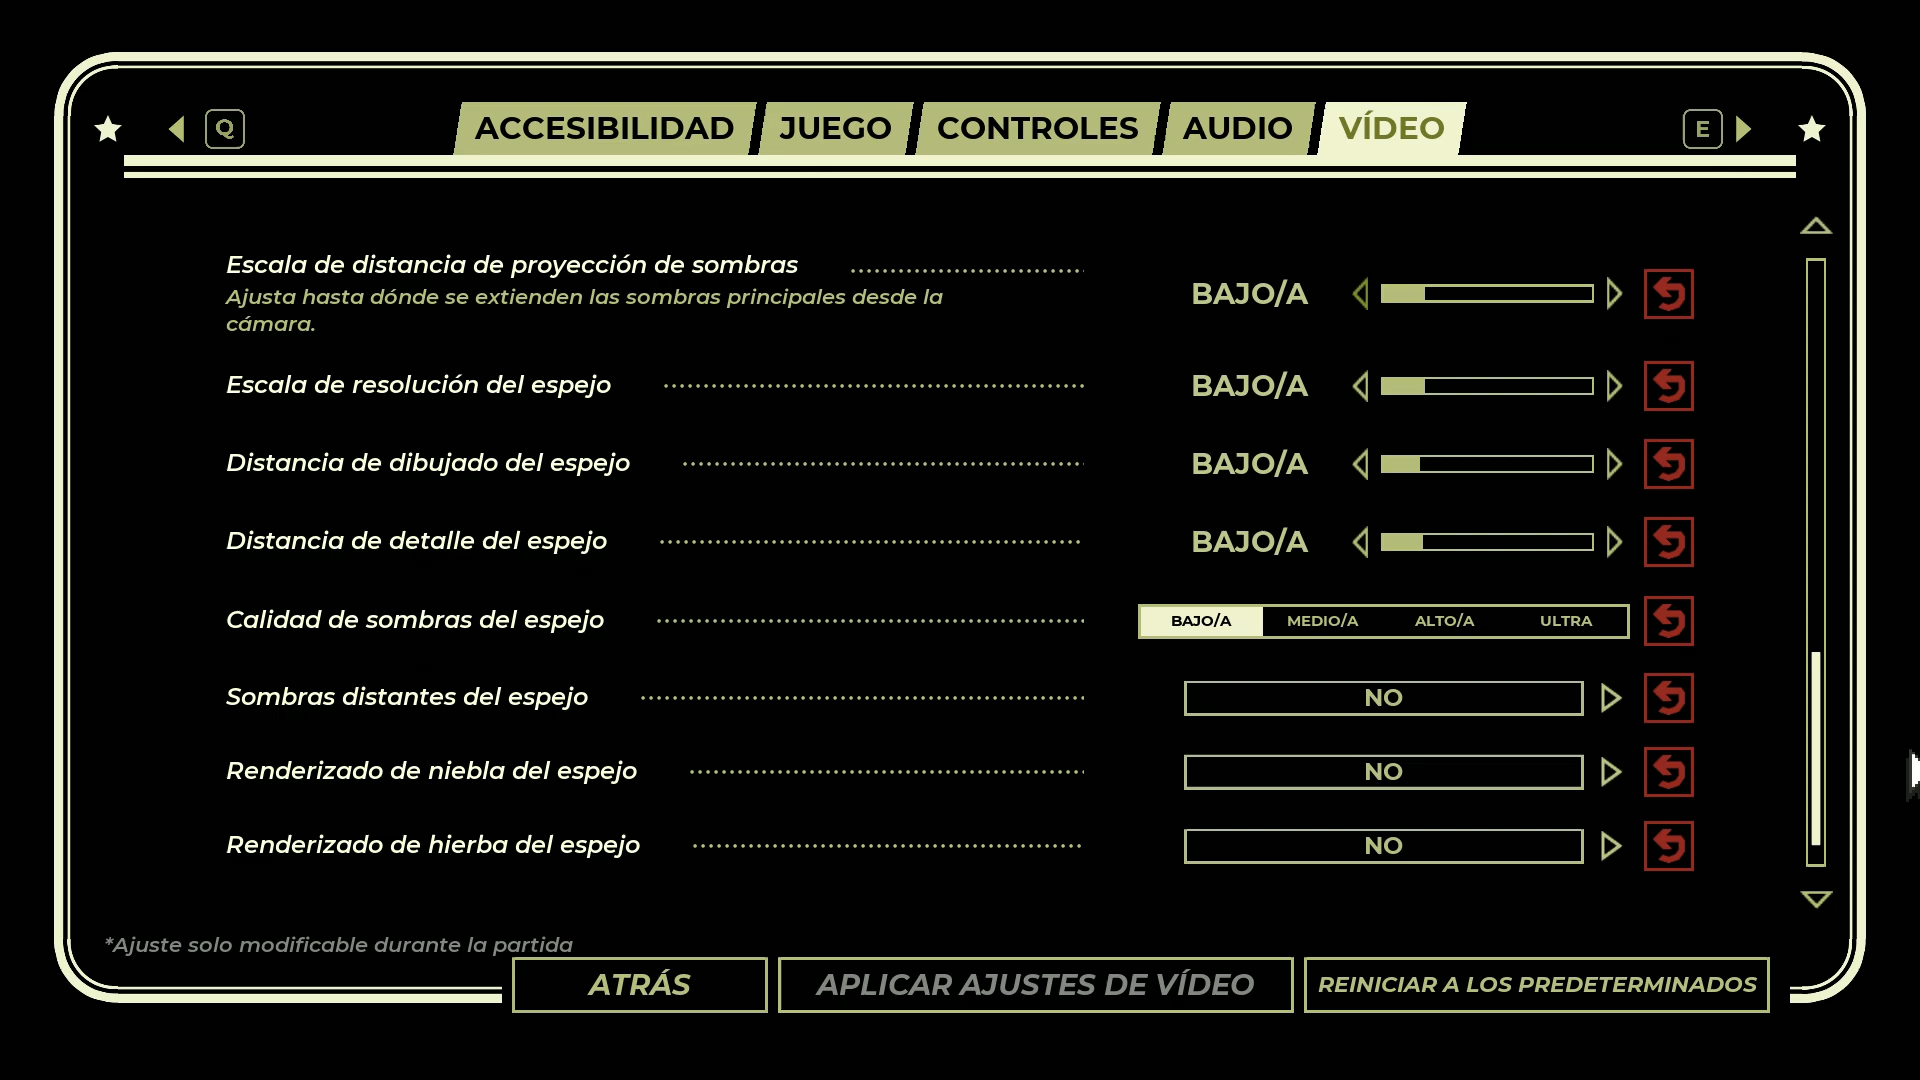 Q
ACCESIBILIDAD JUEGO CONTROLES AUDIO VÍDEO
E
Escala de distancia de proyección de sombras
Ajusta hasta dónde se extienden las sombras principales desde la
cámara.
BAJO/A
Escala de resolución del espejo BAJO/A
Distancia de dibujado del espejo BAJO/A
Distancia de detalle del espejo BAJO/A
Calidad de sombras del espejo BAJO/A MEDIO/A ALTO/A ULTRA
Sombras distantes del espejo NO
Renderizado de niebla del espejo NO
Renderizado de hierba del espejo NO
*Ajuste solo modificable durante la partida
ATRÁS APLICAR AJUSTES DE VÍDEO REINICIAR A LOS PREDETERMINADOS